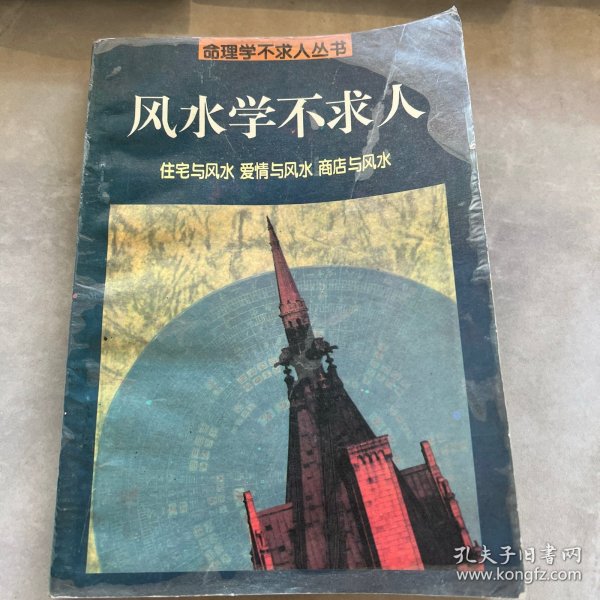 命理学不求人丛书
风水学不求人
住宅与风水 爱情与风水 商店与风水
孔夫子旧书网
www.kongfz.com